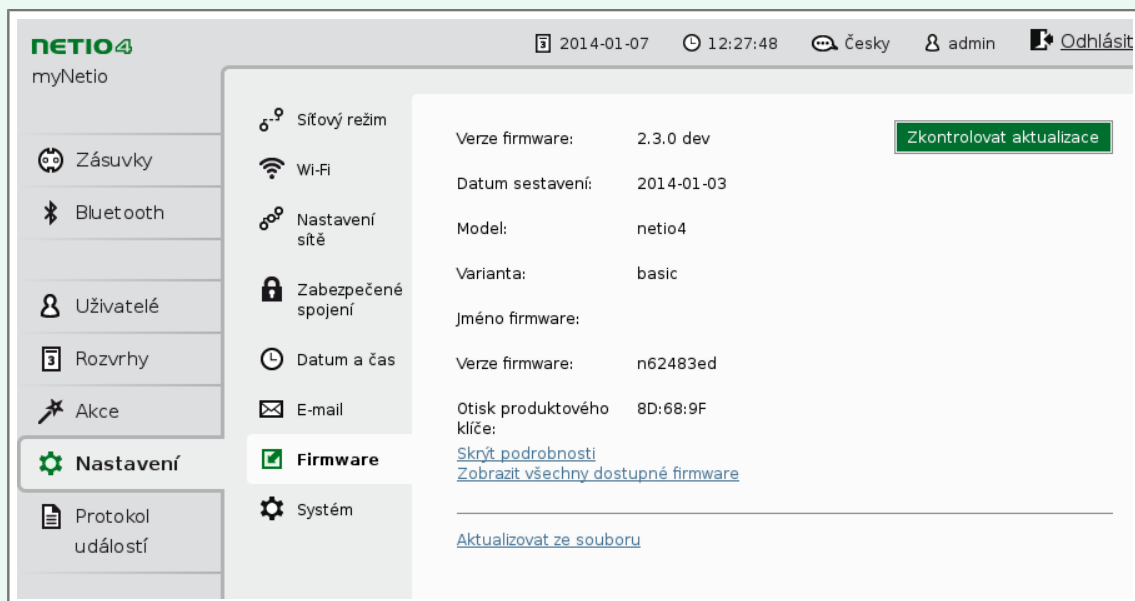 NETIO4
myNetio
2014-01-07 12:27:48 Česky admin Odhlásit
Zásuvky
Bluetooth
Uživatelé
Rozvrhy
Akce
Nastavení
Protokol
událostí
Síťový režim
Wi-Fi
Nastavení
sítě
Zabezpečené
spojení
Datum a čas
E-mail
Firmware
Systém
Verze firmware: 2.3.0 dev
Zkontrolovat aktualizace
Datum sestavení: 2014-01-03
Model: netio4
Varianta: basic
Jméno firmware:
Verze firmware: n62483ed
Otisk produktového 8D:68:9F
klíče:
Skrýt podrobnosti
Zobrazit všechny dostupné firmware
Aktualizovat ze souboru